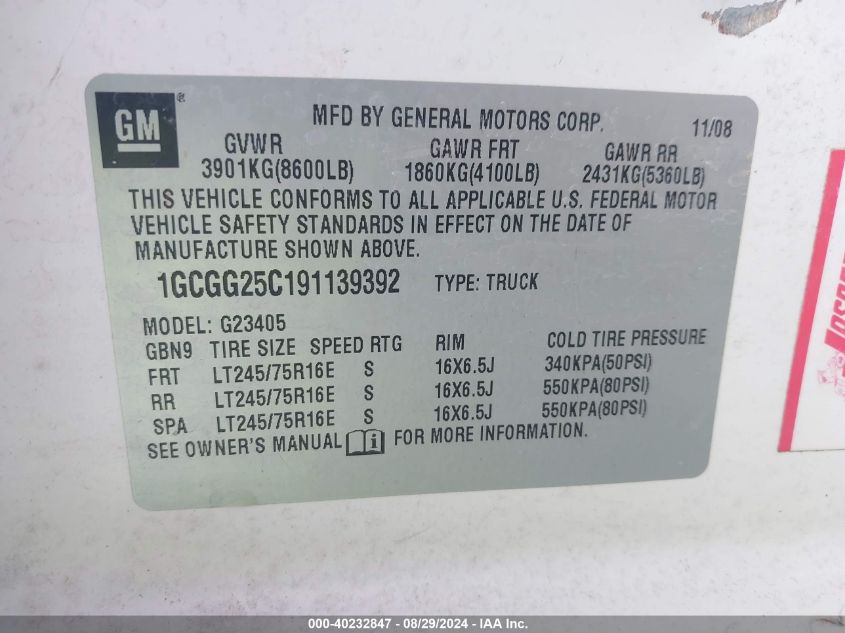 GM®
MFD BY GENERAL MOTORS CORP. 11/08
GVWR GAWR FRT GAWR RR
3901KG(8600LB) 1860KG(4100LB) 2431KG(5360LB)
THIS VEHICLE CONFORMS TO ALL APPLICABLE U.S. FEDERAL MOTOR
VEHICLE SAFETY STANDARDS IN EFFECT ON THE DATE OF
MANUFACTURE SHOWN ABOVE.
1GCGG25C191139392 TYPE: TRUCK
MODEL: G23405
GBN9 TIRE SIZE SPEED RTG RIM COLD TIRE PRESSURE
FRT LT245/75R16E S 16X6.5J 340KPA(50PSI)
RR LT245/75R16E S 16X6.5J 550KPA(80PSI)
SPA LT245/75R16E S 16X6.5J 550KPA(80PSI)
SEE OWNER'S MANUAL FOR MORE INFORMATION.
000-40232847 - 08/29/2024 - IAA Inc.